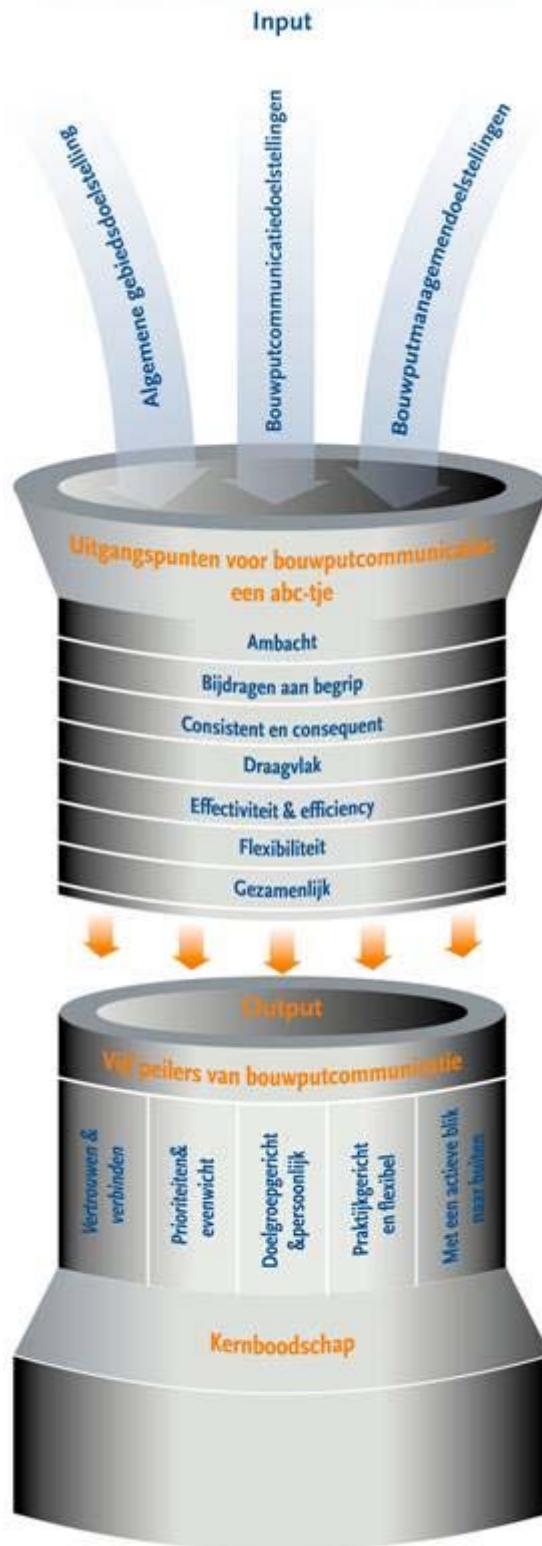 Input
Algemene gebiedsdoelstelling
Bouwputcommunicatiedoelstellingen
Bouwputmanagemendoelstellingen
Uitgangspunten voor bouwputcommunicatie:
een abc-tje
Ambacht
Bijdragen aan begrip
Consistent en consequent
Draagvlak
Effectiviteit & efficiency
Flexibiliteit
Gezamenlijk
Output
Vijf peilers van bouwputcommunicatie
Vertrouwen &
verbinden
Prioriteiten&
evenwicht
Doelgroepgericht
&persoonlijk
Praktijkgericht
en flexibel
Met een actieve blik
naar buiten
Kernboodschap